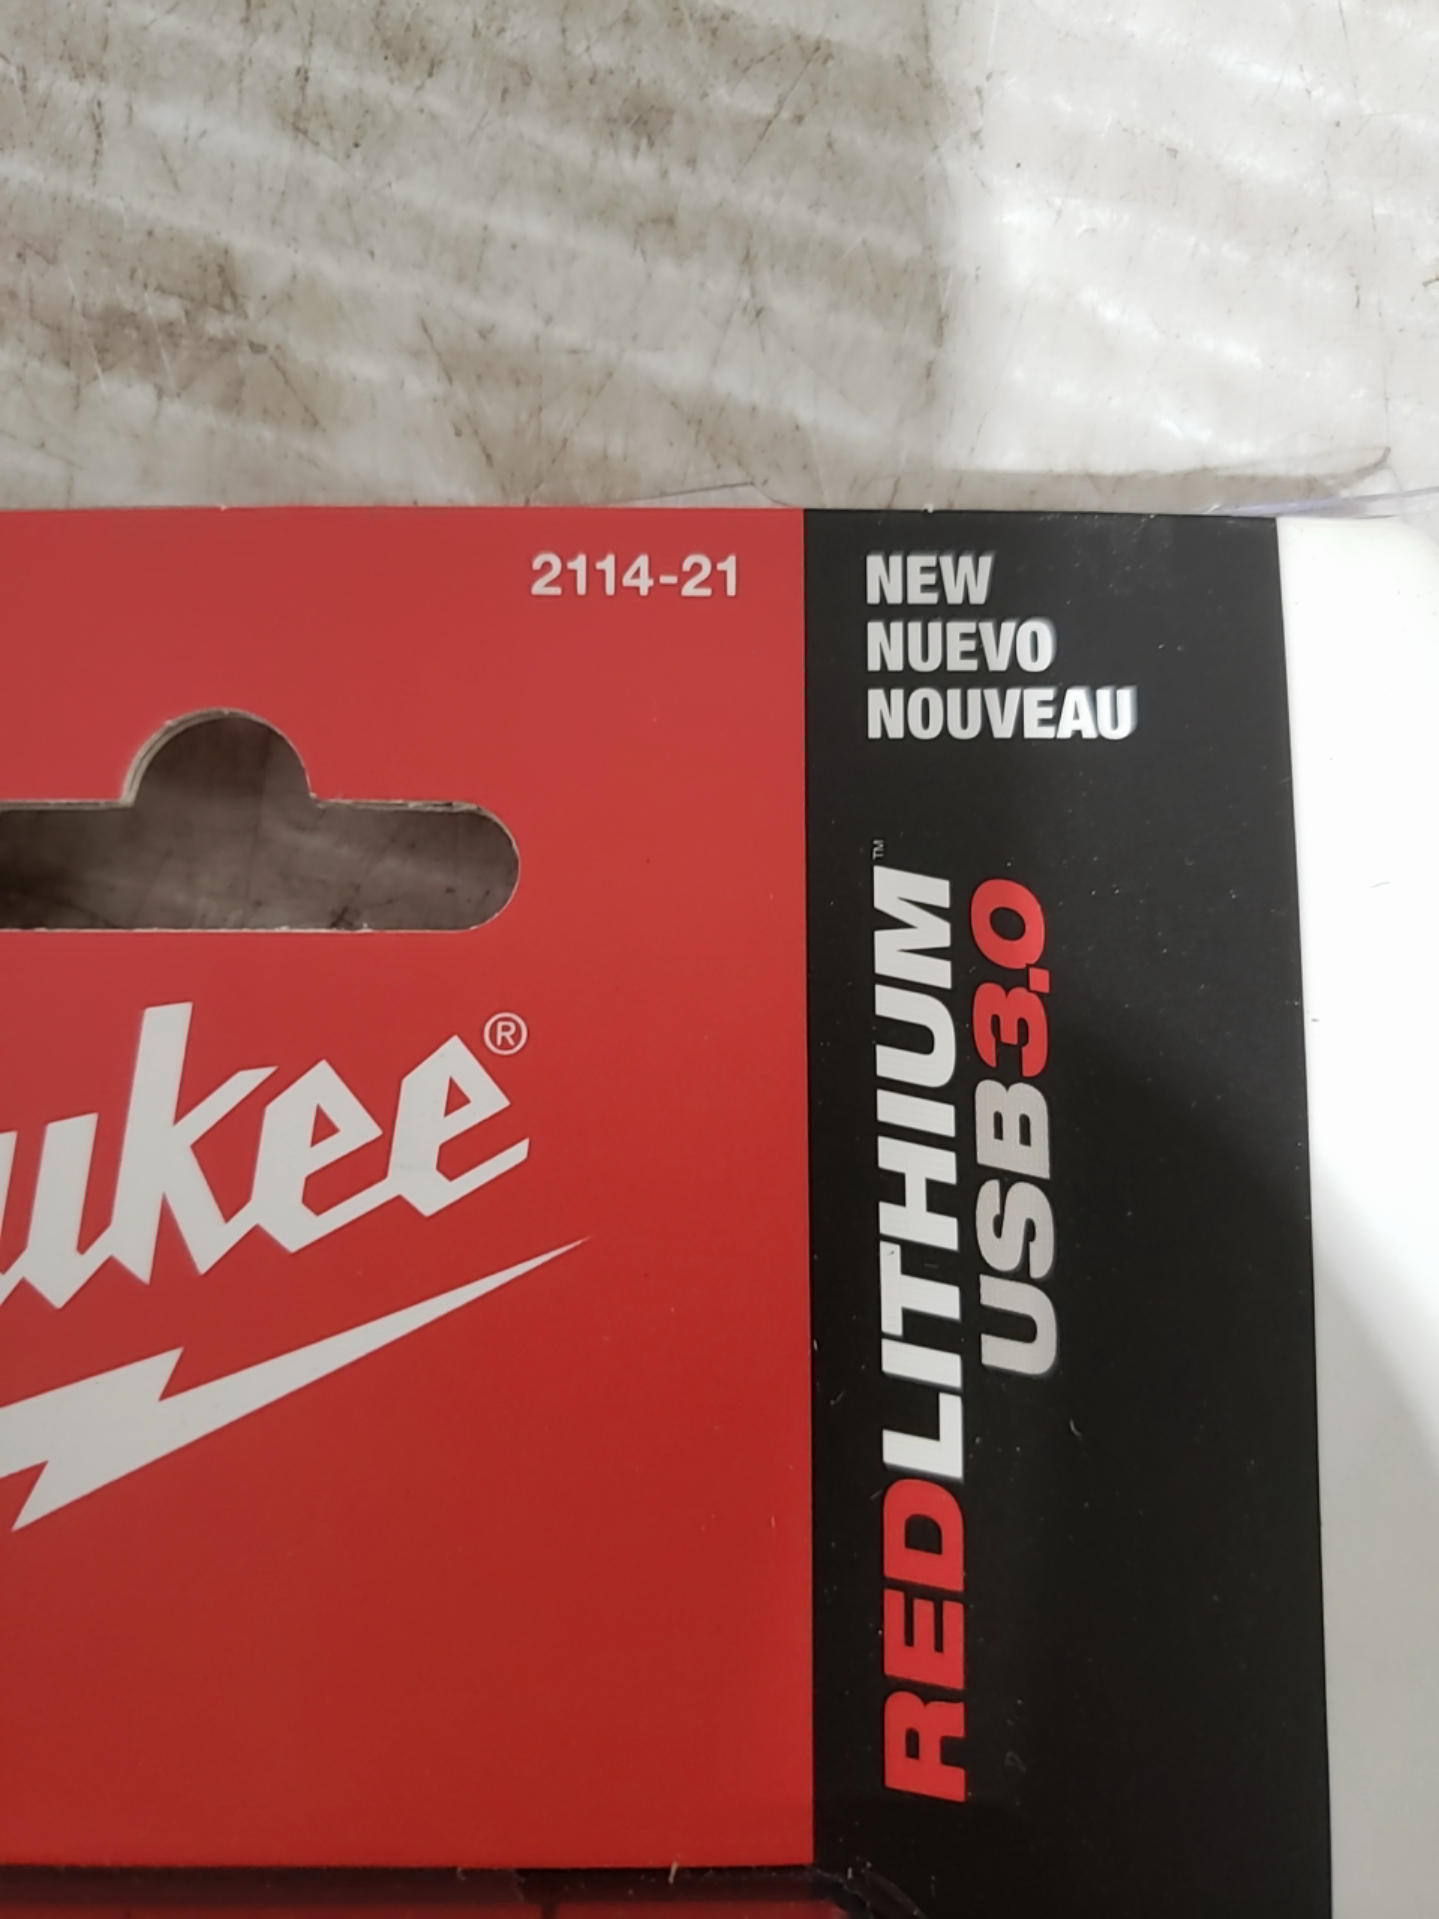 2114-21
NEW
NUEVO
NOUVEAU
ukee®
REDLITHIUM™
USB3.0